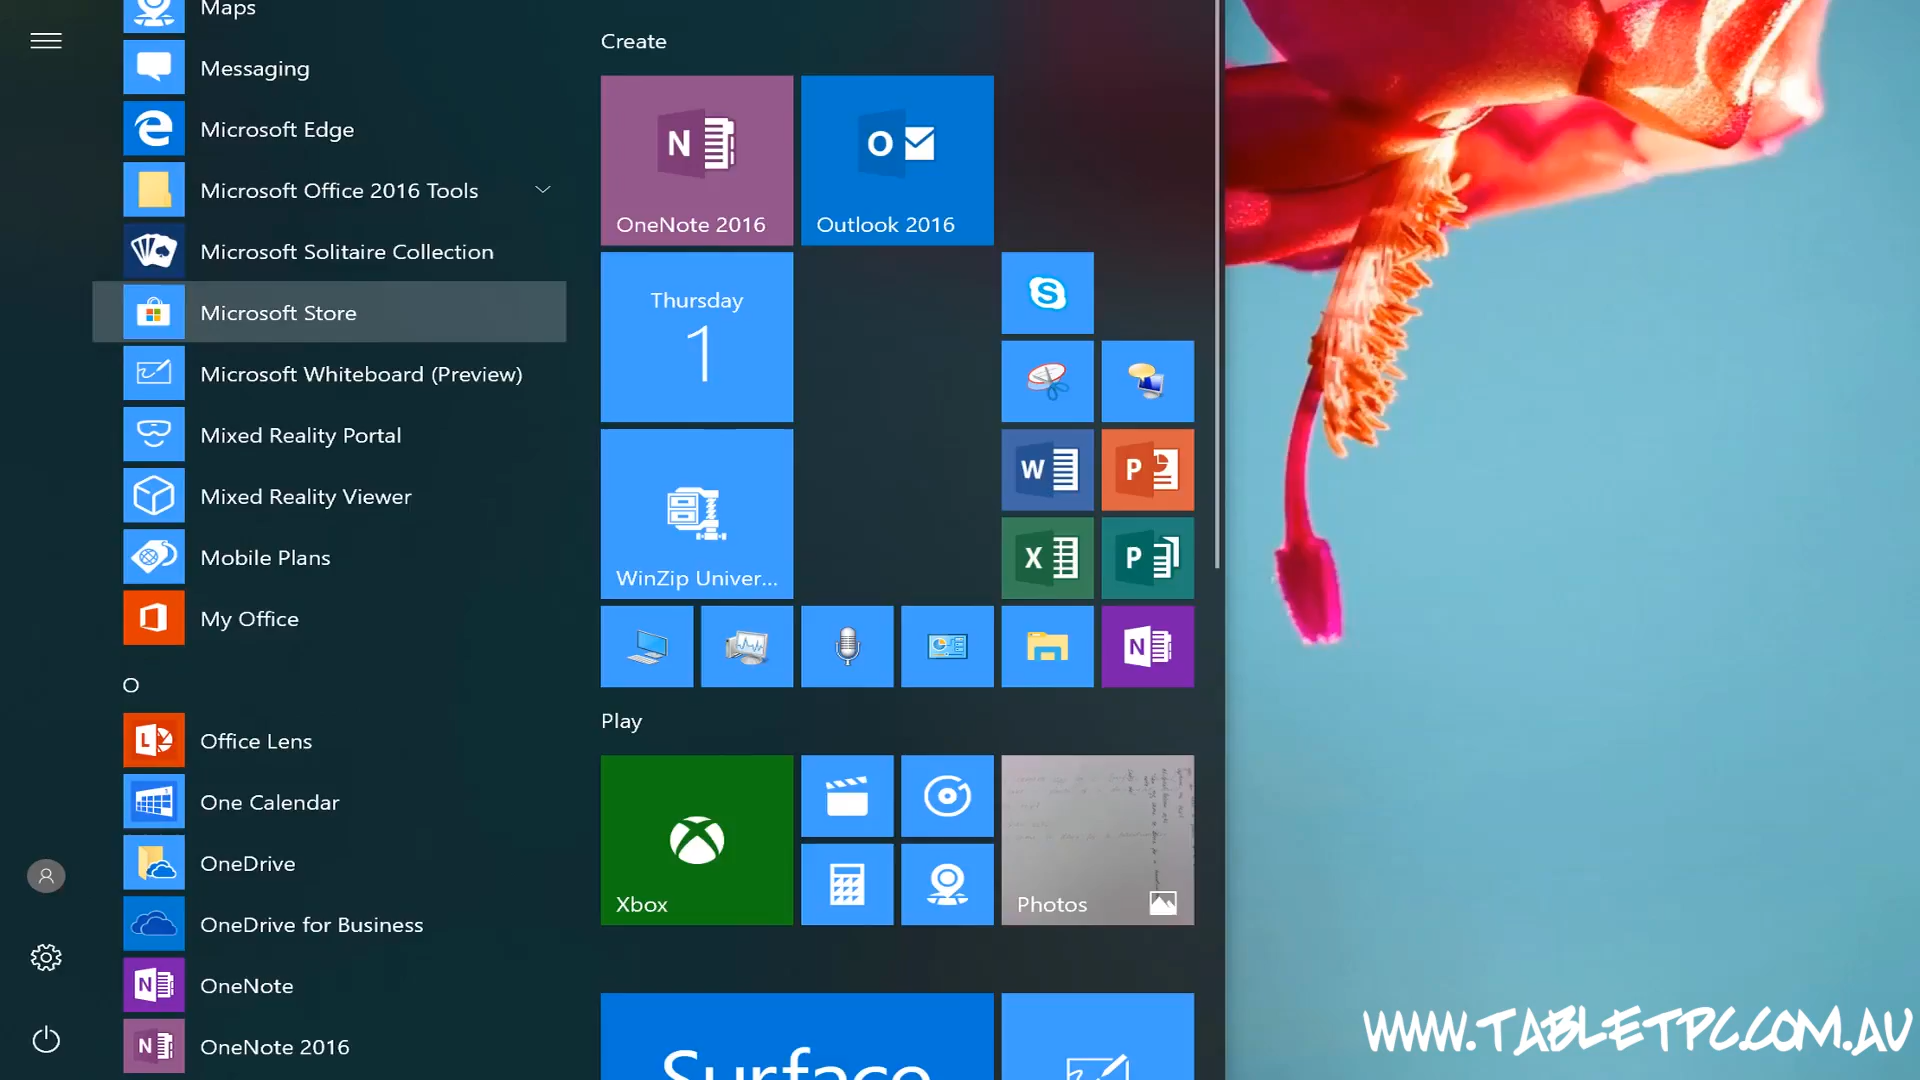 Maps
Messaging
Microsoft Edge
Microsoft Office 2016 Tools
Microsoft Solitaire Collection
Microsoft Store
Microsoft Whiteboard (Preview)
Mixed Reality Portal
Mixed Reality Viewer
Mobile Plans
My Office
O
Office Lens
One Calendar
OneDrive
OneDrive for Business
OneNote
OneNote 2016
Create
OneNote 2016
Outlook 2016
Thursday
1
WinZip Univer...
Play
Xbox
Photos
Surface
WWW.TABLETPC.COM.AU